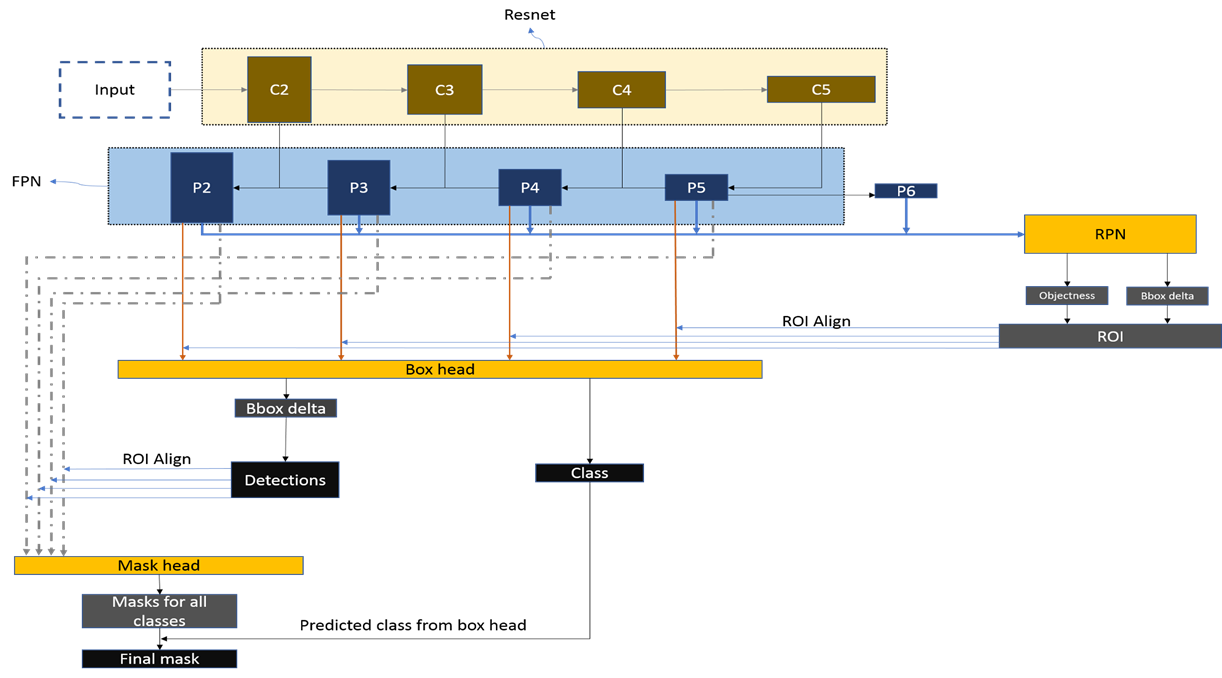 Resnet
Input
C2
C3
C4
C5
FPN
P2
P3
P4
P5
P6
RPN
Objectness
Bbox delta
ROI Align
ROI
Box head
Bbox delta
ROI Align
Detections
Class
Mask head
Masks for all
classes
Predicted class from box head
Final mask